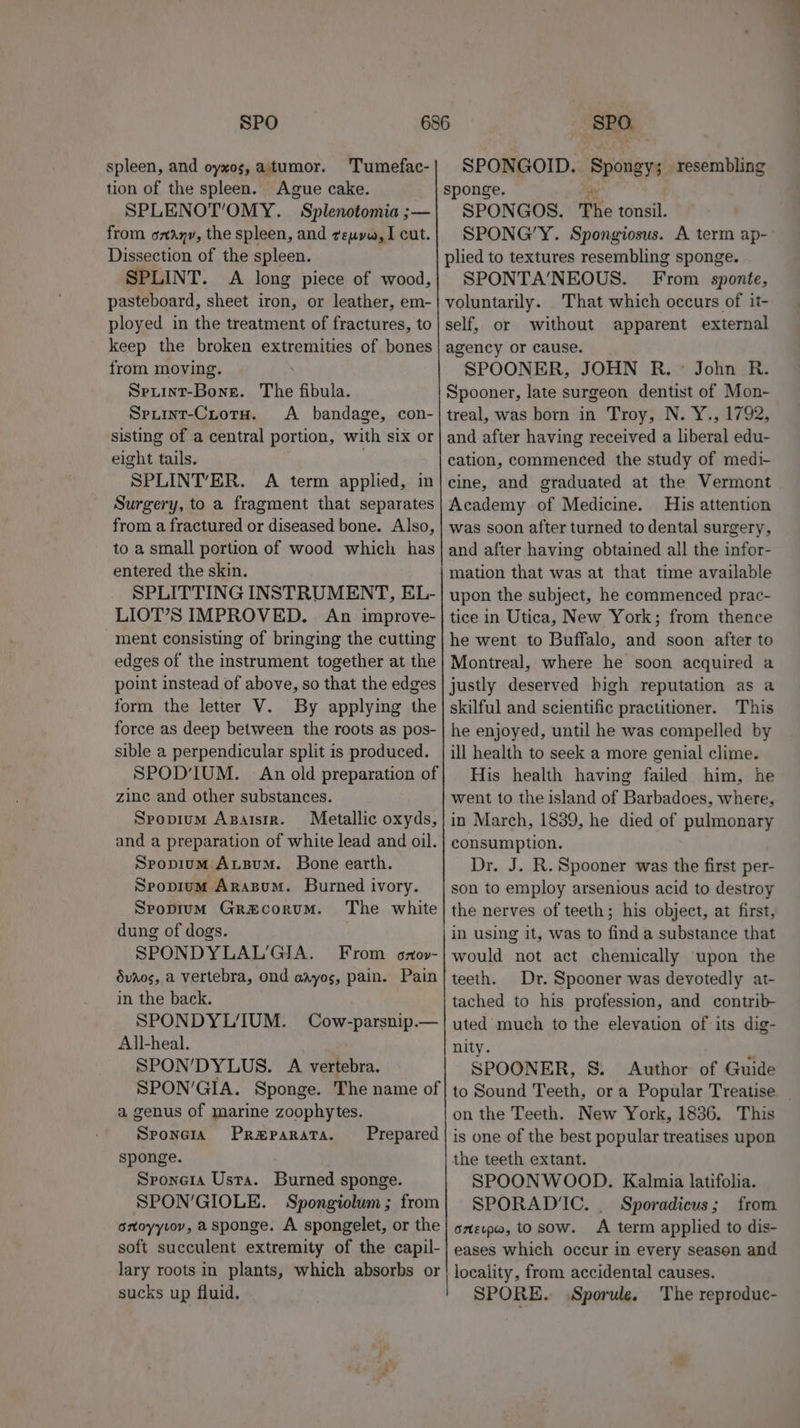 SPO 686 SPO
spleen, and ογκος, a tumor. Tumefac-
tion of the spleen. Ague cake.
SPLENOT'OMY. Splenotomia ;—
from σπλην, the spleen, and τεμνω, I cut.
Dissection of the spleen.
SPLINT. A long piece of wood,
pasteboard, sheet iron, or leather, em-
ployed in the treatment of fractures, to
keep the broken extremities of bones
from moving.
SPLINT-BONE. The fibula.
SPLINT-CLOTH. A bandage, con-
sisting of a central portion, with six or
eight tails.
SPLINT'ER. A term applied, in
Surgery, to a fragment that separates
from a fractured or diseased bone. Also,
to a small portion of wood which has
entered the skin.
SPLITTING INSTRUMENT, EL-
LIOT'S IMPROVED. An improve-
ment consisting of bringing the cutting
edges of the instrument together at the
point instead of above, so that the edges
form the letter V. By applying the
force as deep between the roots as pos-
sible a perpendicular split is produced.
SPOD'IUM. An old preparation of
zinc and other substances.
SPODIUM ABAISIR. Metallic oxyds,
and a preparation of white lead and oil.
SPODIUM ALBUM. Bone earth.
SPODIUM ARABUM. Burned ivory.
SPODIUM GRÆCORUM. The white
dung of dogs.
SPONDYLAL'GIA. From σπον-
δυλος, a vertebra, ond αλγος, pain. Pain
in the back.
SPONDYL'IUM. Cow-parsnip.—
All-heal.
SPON'DYLUS. A vertebra.
SPON'GIA. Sponge. The name of
a genus of marine zoophytes.
SPONGIA PRÆPARATA. Prepared
sponge.
SPONGIA USTA. Burned sponge.
SPON'GIOLE. Spongiolum; from
σπογγιον, a sponge. A spongelet, or the
soft succulent extremity of the capil-
lary roots in plants, which absorbs or
sucks up fluid.
SPONGOID. Spongy; resembling
sponge.
SPONGOS. The tonsil.
SPONG'Y. Spongiosus. A term ap-
plied to textures resembling sponge.
SPONTA'NEOUS. From sponte,
voluntarily. That which occurs of it-
self, or without apparent external
agency or cause.
SPOONER, JOHN R. John R.
Spooner, late surgeon dentist of Mon-
treal, was born in Troy, N. Y., 1792,
and after having received a liberal edu-
cation, commenced the study of medi-
cine, and graduated at the Vermont
Academy of Medicine. His attention
was soon after turned to dental surgery,
and after having obtained all the infor-
mation that was at that time available
upon the subject, he commenced prac-
tice in Utica, New York; from thence
he went to Buffalo, and soon after to
Montreal, where he soon acquired a
justly deserved high reputation as a
skilful and scientific practitioner. This
he enjoyed, until he was compelled by
ill health to seek a more genial clime.
His health having failed him, he
went to the island of Barbadoes, where,
in March, 1839, he died of pulmonary
consumption.
Dr. J. R. Spooner was the first per-
son to employ arsenious acid to destroy
the nerves of teeth; his object, at first,
in using it, was to find a substance that
would not act chemically upon the
teeth. Dr. Spooner was devotedly at-
tached to his profession, and contrib-
uted much to the elevation of its dig-
nity.
SPOONER, S. Author of Guide
to Sound Teeth, or a Popular Treatise
on the Teeth. New York, 1836. This
is one of the best popular treatises upon
the teeth extant.
SPOONWOOD. Kalmia latifolia.
SPORAD'IC. Sporadicus; from
σπειρω, to sow. A term applied to dis-
eases which occur in every season and
locality, from accidental causes.
SPORE. Sporule. The reproduc-